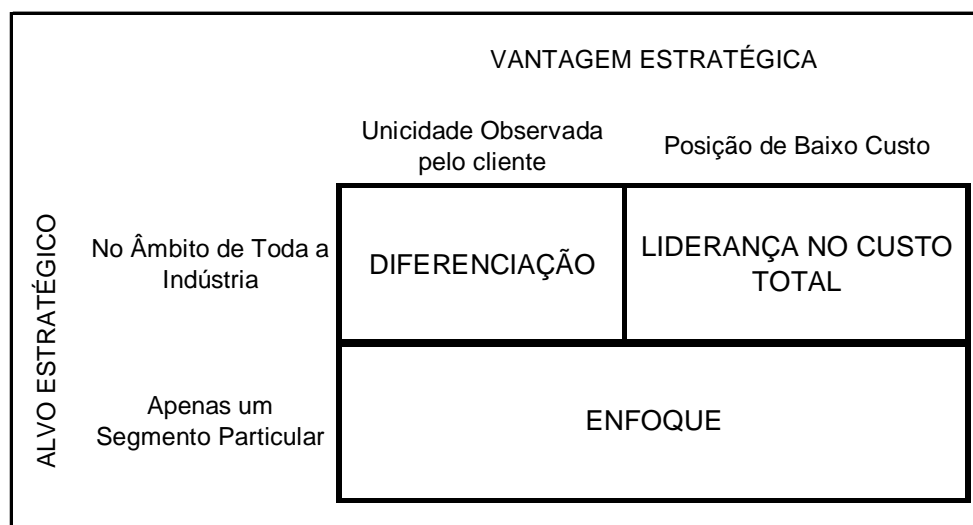 VANTAGEM ESTRATÉGICA
Unicidade Observada
pelo cliente
Posição de Baixo Custo
ALVO ESTRATÉGICO
No Âmbito de Toda a
Indústria
DIFERENCIAÇÃO
LIDERANÇA NO CUSTO
TOTAL
Apenas um
Segmento Particular
ENFOQUE